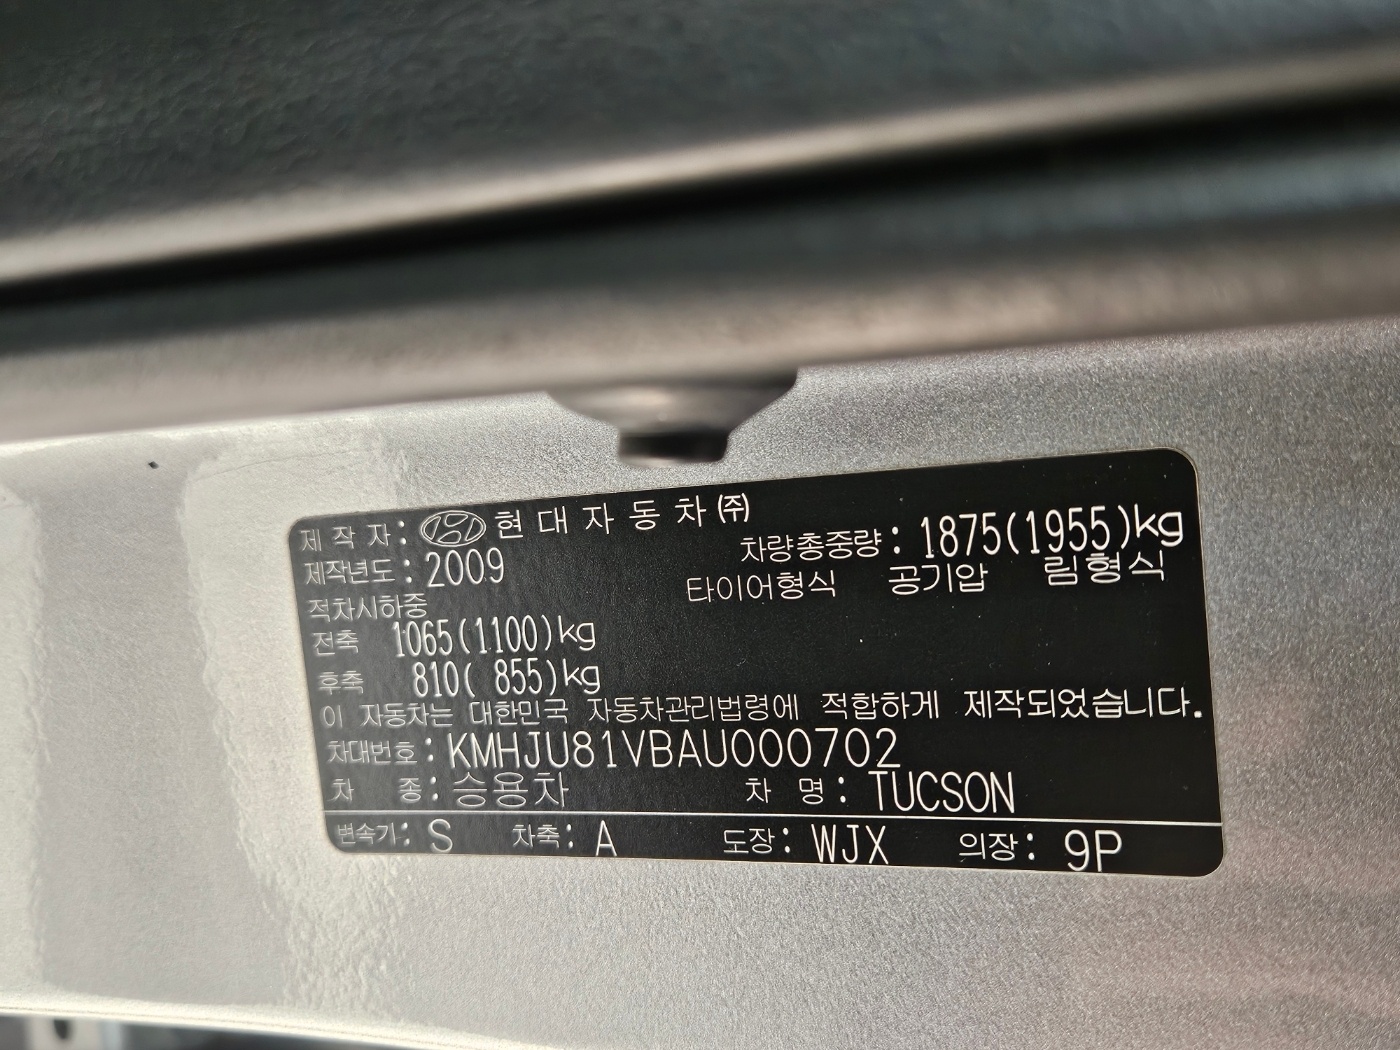 제 작 자 : 현 대 자 동 차 ㈜
제작년도 : 2009
차량총중량 : 1875(1955)kg
적차시하중
타이어형식 공기압 림형식
전축 1065(1100)kg
후축 810( 855)kg
이 자동차는 대한민국 자동차관리법령에 적합하게 제작되었습니다.
차대번호 : KMHJU81VBAU000702
차 종 : 승용차 차 명 : TUCSON
변속기 : S 차축 : A 도장 : WJX 의장 : 9P